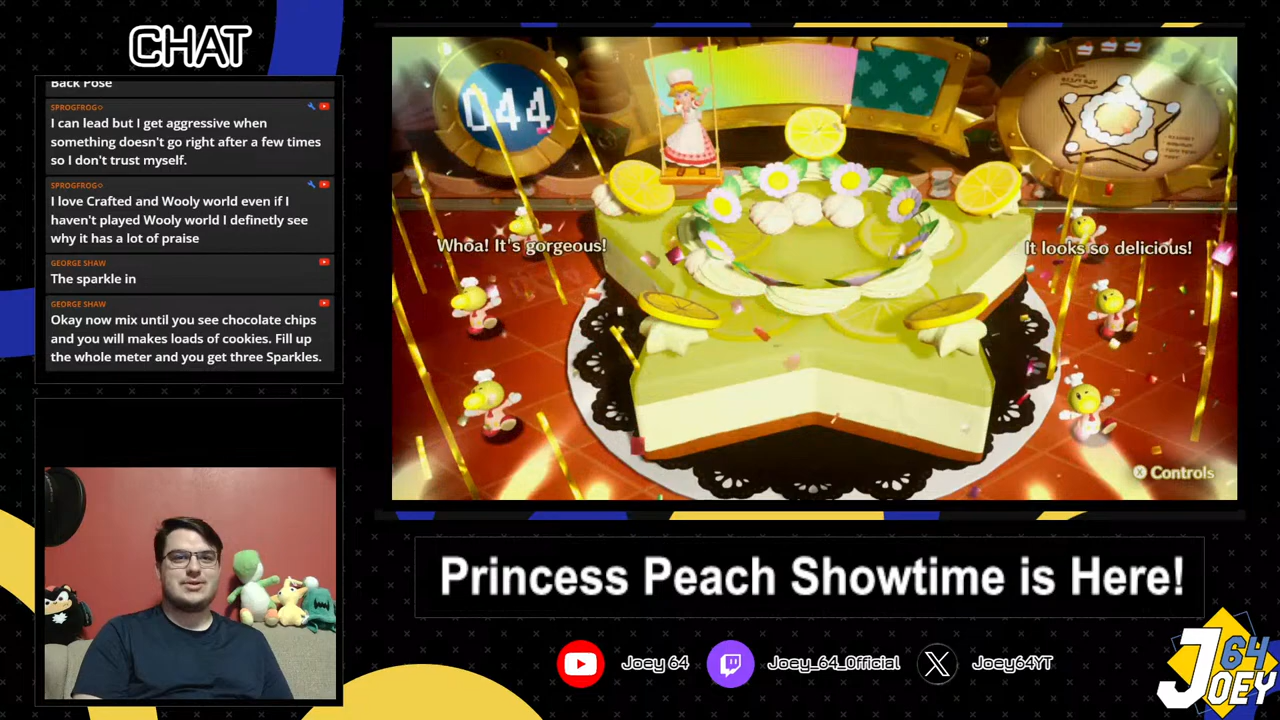 CHAT
Back Pose
SPROGFROG
I can lead but I get aggressive when
something doesn't go right after a few times
so I don't trust myself.
SPROGFROG
I love Crafted and Wooly world even if I
haven't played Wooly world I definetly see
why it has a lot of praise
GEORGE SHAW
The sparkle in
GEORGE SHAW
Okay now mix until you see chocolate chips
and you will makes loads of cookies. Fill up
the whole meter and you get three Sparkles.
044
Whoa! It's gorgeous!
It looks so delicious!
X Controls
Princess Peach Showtime is Here!
Joey 64
Joey_64_Official
Joey64YT
64
JOEY